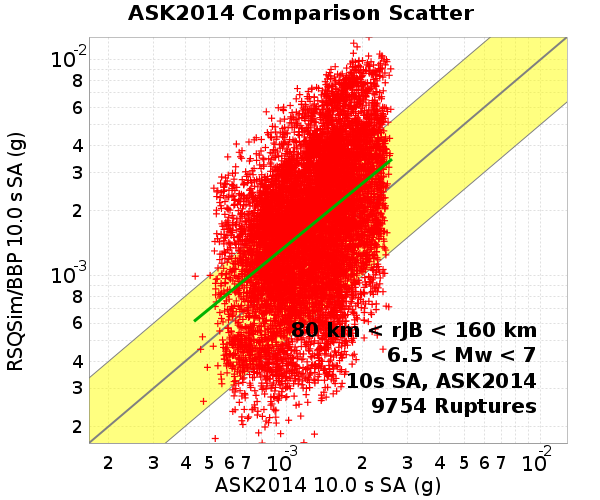 ASK2014 Comparison Scatter
RSQSim/BBP 10.0 s SA (g)
10-2
8
6
4
3
2
10-3
8
6
4
3
2
80 km < rJB < 160 km
6.5 < Mw < 7
10s SA, ASK2014
9754 Ruptures
2 3 4 5 6 7 10-3 2 3 4 5 6 7 10-2
ASK2014 10.0 s SA (g)